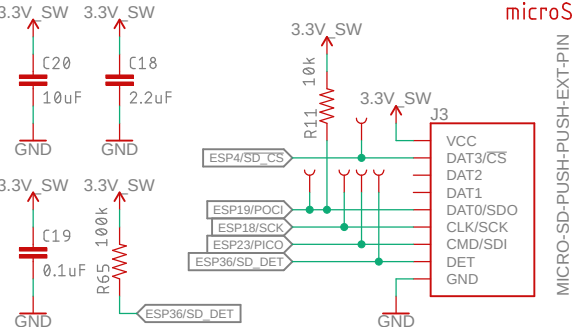 microS
3.3V_SW
3.3V_SW
C20
10uF
GND
C18
2.2uF
GND
3.3V_SW
10k
R11
3.3V_SW
J3
MICRO-SD-PUSH-PUSH-EXT-PIN
VCC
ESP4/SD_CS
DAT3/CS
DAT2
DAT1
ESP19/POCI
DAT0/SDO
ESP18/SCK
CLK/SCK
ESP23/PICO
CMD/SDI
ESP36/SD_DET
DET
GND
GND
3.3V_SW
3.3V_SW
C19
0.1uF
GND
100k
R65
ESP36/SD_DET